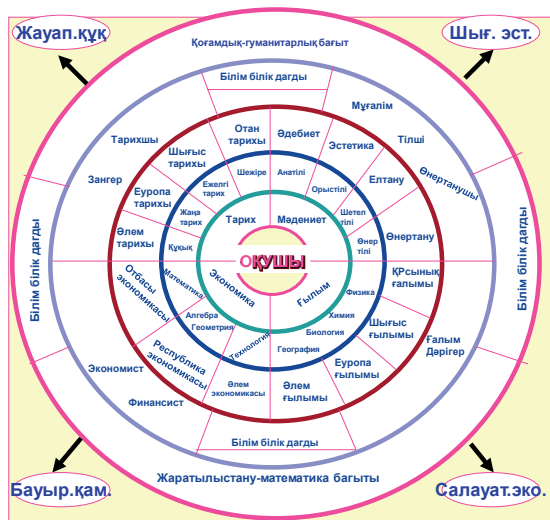 Жауап.құқ
Шығ. эст.
Қоғамдық-гуманитарлық бағыт
Білім білік дағды
Мұғалім
Тарихшы
Отан
тарихы
Әдебиет
Тілші
Шығыс
тарихы
Эстетика
Зангер
Шежіре
Анатілі
Елтану
Өнертанушы
Еуропа
тарихы
Ежелгі
тарих
Орыстілі
Жаңа
тарих
Тарих
Мәдениет
Шетел
тілі
Әлем
тарихы
Құқық
Өнер
тілі
Өнертану
Білім білік дағды
ОҚУШЫ
Білім білік дағды
Отбасы
экономикасы
Математика
Экономика
Ғылым
Физика
ҚРсынық
ғалымы
Алгебра
Геометрия
Химия
Биология
Шығыс
ғылымы
Ғалым
Дәрігер
Технология
География
Республика
экономикасы
Еуропа
ғылымы
Экономист
Әлем
экономикасы
Әлем
ғылымы
Финансист
Білім білік дағды
Жаратылыстану-математика бағыты
Бауыр.қам.
Салауат.эко.